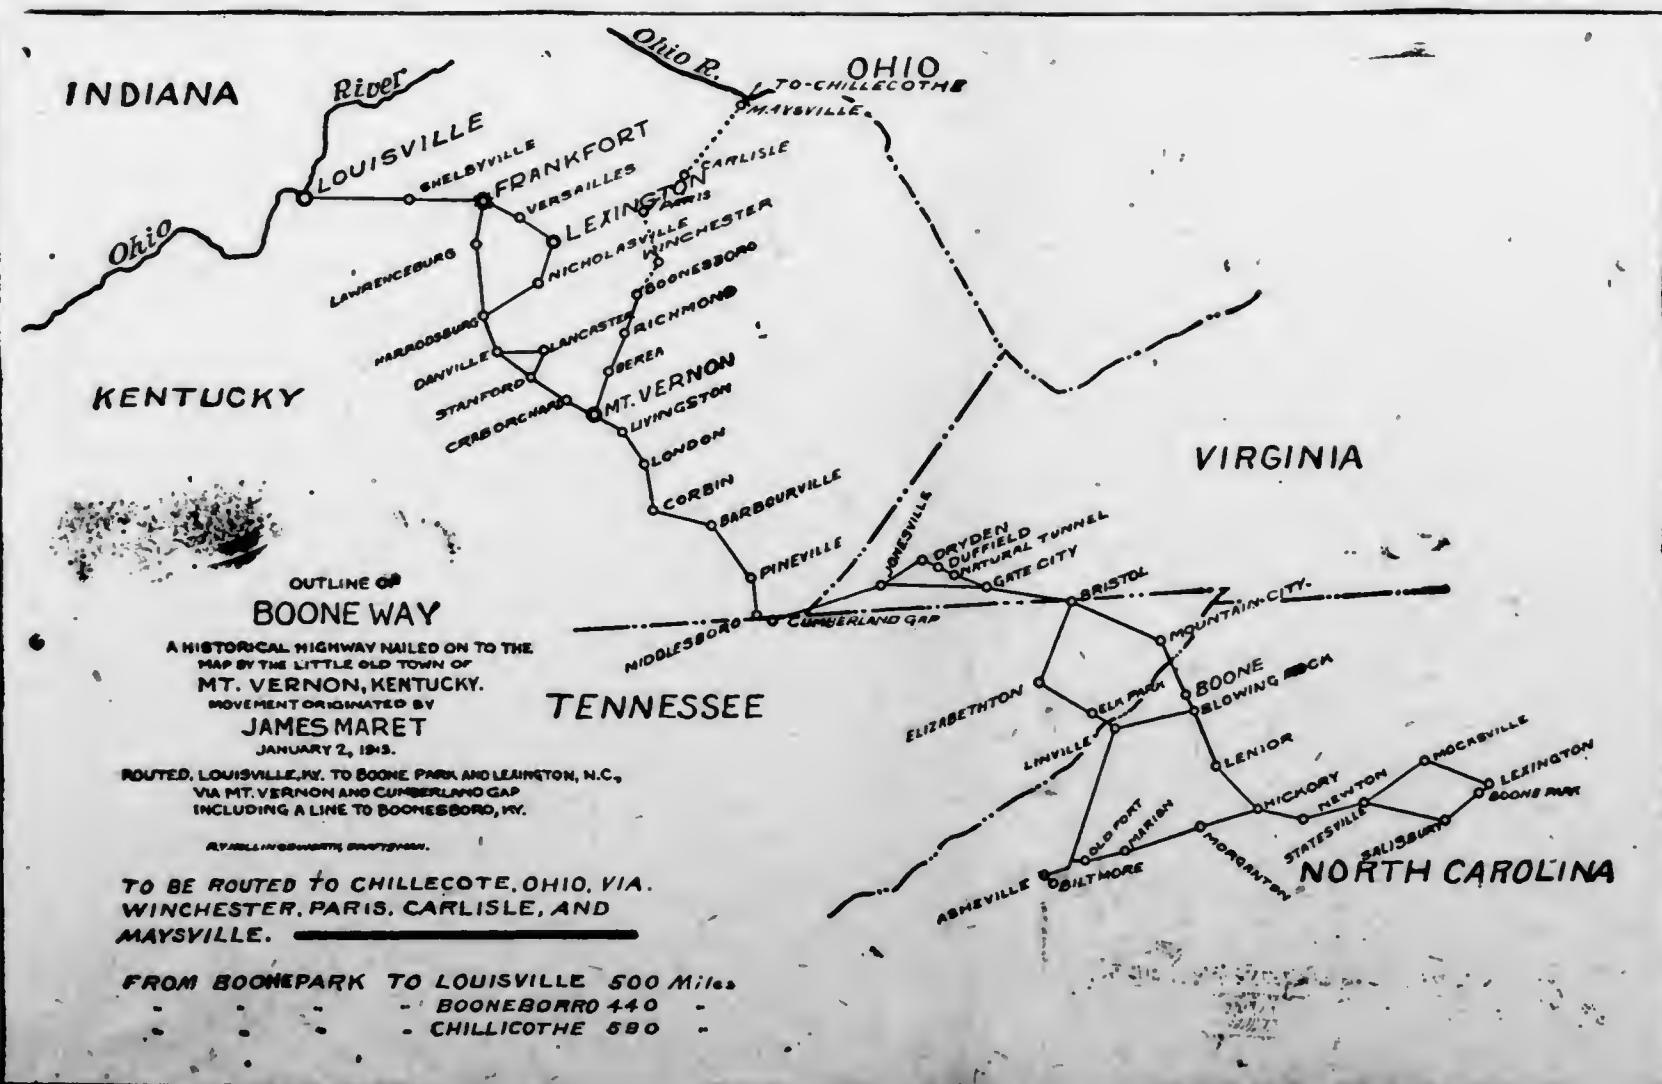 INDIANA
River
Ohio R.
OHIO
TO-CHILLECOTHE
MAYSVILLE
LOUISVILLE
SHELBYVILLE
FRANKFORT
VERSAILLES
LEXINGTON
CARLISLE
PARIS
Ohio
LAWRENCEBURG
NICHOLASVILLE
WINCHESTER
BOONESBORO
HARRODSBURG
LANCASTER
RICHMOND
DANVILLE
BEREA
STANFORD
MT. VERNON
KENTUCKY
CRAB ORCHARD
LIVINGSTON
LONDON
VIRGINIA
CORBIN
BARBOURVILLE
PINEVILLE
JONESVILLE
DRYDEN
DUFFIELD
NATURAL TUNNEL
GATE CITY
BRISTOL
MOUNTAIN CITY.
MIDDLESBORO
CUMBERLAND GAP
TENNESSEE
ELIZABETHTON
ELK PARK
BOONE
BLOWING ROCK
LINVILLE
LENIOR
MOCASVILLE
LEXINGTON
BOONE PARK
HICKORY
NEWTON
STATESVILLE
SALISBURY
OLD FORT
MARION
MORGANTON
ASHEVILLE
BILTMORE
NORTH CAROLINA
OUTLINE OF
BOONE WAY
A HISTORICAL HIGHWAY NAILED ON TO THE
MAP BY THE LITTLE OLD TOWN OF
MT. VERNON, KENTUCKY.
MOVEMENT ORIGINATED BY
JAMES MARET
JANUARY 2, 1913.
ROUTED, LOUISVILLE, KY. TO BOONE PARK AND LEXINGTON, N.C.,
VIA MT. VERNON AND CUMBERLAND GAP
INCLUDING A LINE TO BOONESBORO, KY.
HOLLINGSWORTH, DRAFTSMAN.
TO BE ROUTED TO CHILLECOTE, OHIO, VIA.
WINCHESTER, PARIS, CARLISLE, AND
MAYSVILLE.
FROM BOONEPARK TO LOUISVILLE 500 Miles
" " " - BOONEBORRO 440 "
" " " - CHILLICOTHE 580 "